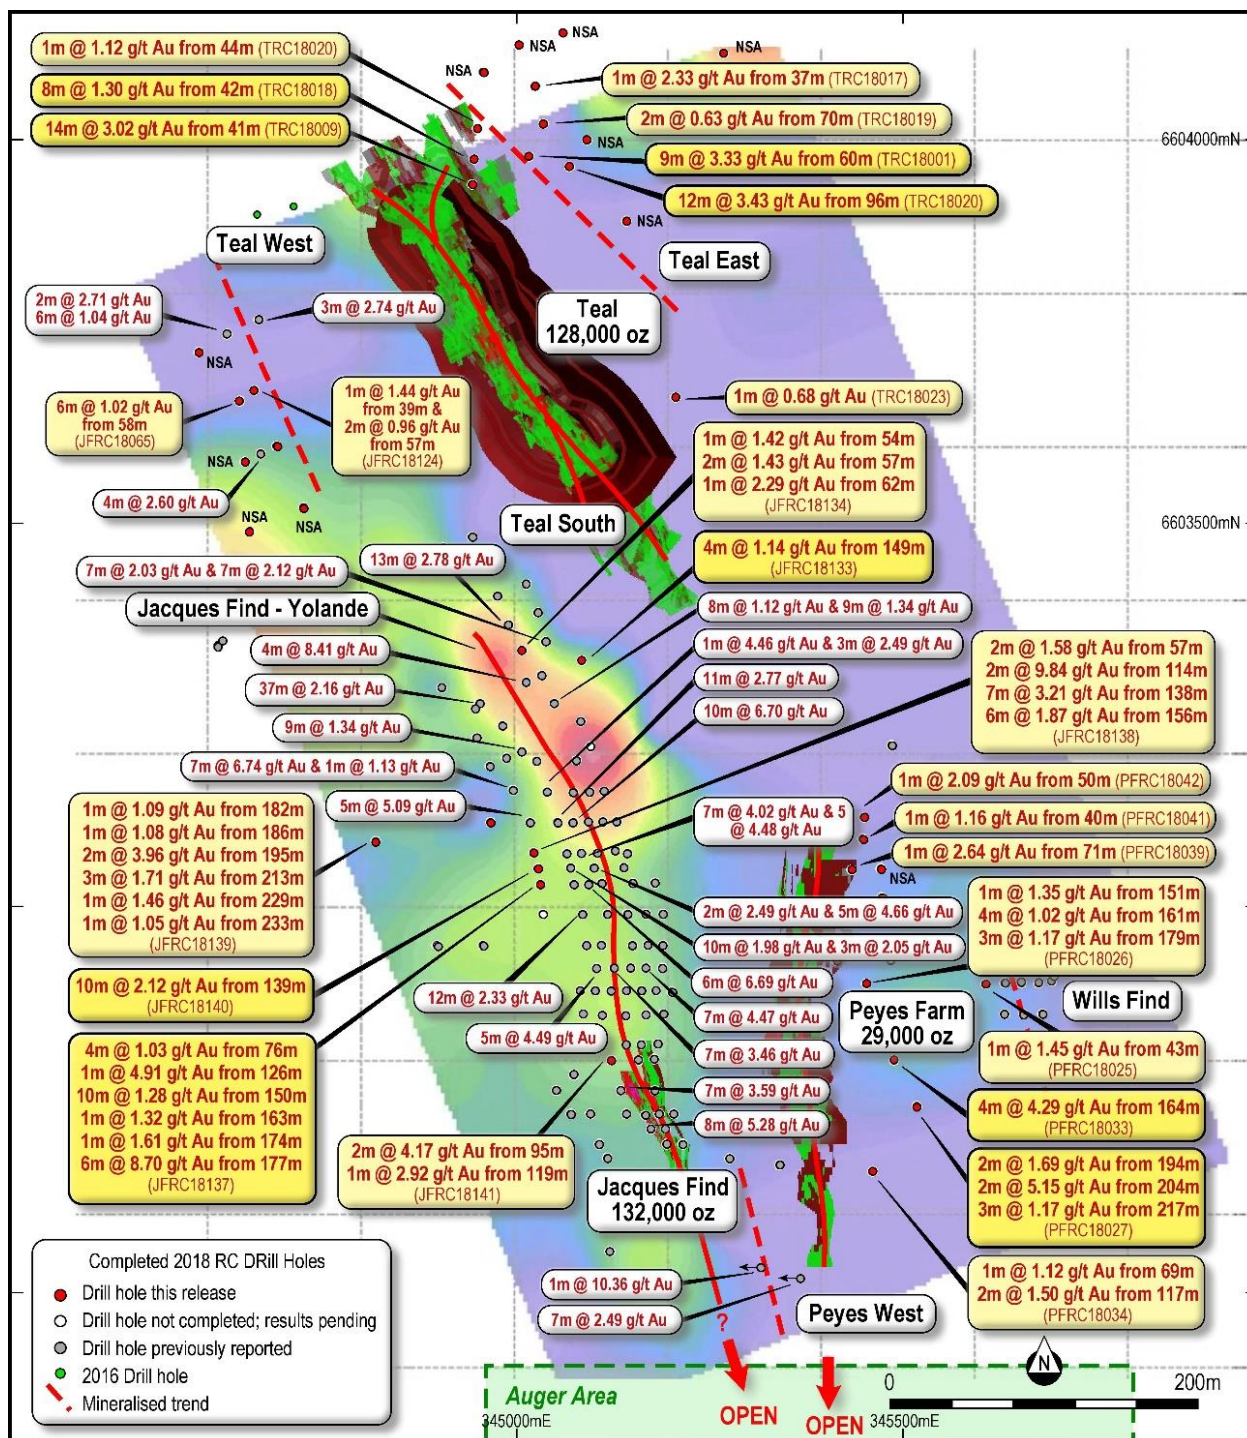 NSA
NSA
NSA
NSA
1m @ 1.12 g/t Au from 44m (TRC18020)
8m @ 1.30 g/t Au from 42m (TRC18018)
14m @ 3.02 g/t Au from 41m (TRC18009)
1m @ 2.33 g/t Au from 37m (TRC18017)
2m @ 0.63 g/t Au from 70m (TRC18019)
NSA
6604000mN
9m @ 3.33 g/t Au from 60m (TRC18001)
12m @ 3.43 g/t Au from 96m (TRC18020)
NSA
Teal West
Teal East
2m @ 2.71 g/t Au
6m @ 1.04 g/t Au
3m @ 2.74 g/t Au
Teal
128,000 oz
NSA
6m @ 1.02 g/t Au
from 58m
(JFRC18065)
1m @ 1.44 g/t Au
from 39m &
2m @ 0.96 g/t Au
from 57m
(JFRC18124)
1m @ 0.68 g/t Au (TRC18023)
1m @ 1.42 g/t Au from 54m
2m @ 1.43 g/t Au from 57m
1m @ 2.29 g/t Au from 62m
(JFRC18134)
NSA
4m @ 2.60 g/t Au
NSA
NSA
Teal South
6603500mN
13m @ 2.78 g/t Au
4m @ 1.14 g/t Au from 149m
(JFRC18133)
7m @ 2.03 g/t Au & 7m @ 2.12 g/t Au
Jacques Find - Yolande
8m @ 1.12 g/t Au & 9m @ 1.34 g/t Au
4m @ 8.41 g/t Au
1m @ 4.46 g/t Au & 3m @ 2.49 g/t Au
37m @ 2.16 g/t Au
11m @ 2.77 g/t Au
10m @ 6.70 g/t Au
2m @ 1.58 g/t Au from 57m
2m @ 9.84 g/t Au from 114m
7m @ 3.21 g/t Au from 138m
6m @ 1.87 g/t Au from 156m
(JFRC18138)
9m @ 1.34 g/t Au
7m @ 6.74 g/t Au & 1m @ 1.13 g/t Au
5m @ 5.09 g/t Au
7m @ 4.02 g/t Au & 5
@ 4.48 g/t Au
1m @ 2.09 g/t Au from 50m (PFRC18042)
1m @ 1.16 g/t Au from 40m (PFRC18041)
1m @ 2.64 g/t Au from 71m (PFRC18039)
NSA
1m @ 1.09 g/t Au from 182m
1m @ 1.08 g/t Au from 186m
2m @ 3.96 g/t Au from 195m
3m @ 1.71 g/t Au from 213m
1m @ 1.46 g/t Au from 229m
1m @ 1.05 g/t Au from 233m
(JFRC18139)
1m @ 1.35 g/t Au from 151m
4m @ 1.02 g/t Au from 161m
3m @ 1.17 g/t Au from 179m
(PFRC18026)
2m @ 2.49 g/t Au & 5m @ 4.66 g/t Au
10m @ 1.98 g/t Au & 3m @ 2.05 g/t Au
10m @ 2.12 g/t Au from 139m
(JFRC18140)
12m @ 2.33 g/t Au
6m @ 6.69 g/t Au
7m @ 4.47 g/t Au
Peyes Farm
29,000 oz
Wills Find
5m @ 4.49 g/t Au
7m @ 3.46 g/t Au
1m @ 1.45 g/t Au from 43m
(PFRC18025)
4m @ 1.03 g/t Au from 76m
1m @ 4.91 g/t Au from 126m
10m @ 1.28 g/t Au from 150m
1m @ 1.32 g/t Au from 163m
1m @ 1.61 g/t Au from 174m
6m @ 8.70 g/t Au from 177m
(JFRC18137)
7m @ 3.59 g/t Au
8m @ 5.28 g/t Au
4m @ 4.29 g/t Au from 164m
(PFRC18033)
2m @ 4.17 g/t Au from 95m
1m @ 2.92 g/t Au from 119m
(JFRC18141)
2m @ 1.69 g/t Au from 194m
2m @ 5.15 g/t Au from 204m
3m @ 1.17 g/t Au from 217m
(PFRC18027)
Jacques Find
132,000 oz
1m @ 1.12 g/t Au from 69m
2m @ 1.50 g/t Au from 117m
(PFRC18034)
1m @ 10.36 g/t Au
7m @ 2.49 g/t Au
Peyes West
?
Completed 2018 RC DRill Holes
Drill hole this release
Drill hole not completed; results pending
Drill hole previously reported
2016 Drill hole
Mineralised trend
N
0
200m
Auger Area
OPEN
OPEN
345000mE
345500mE